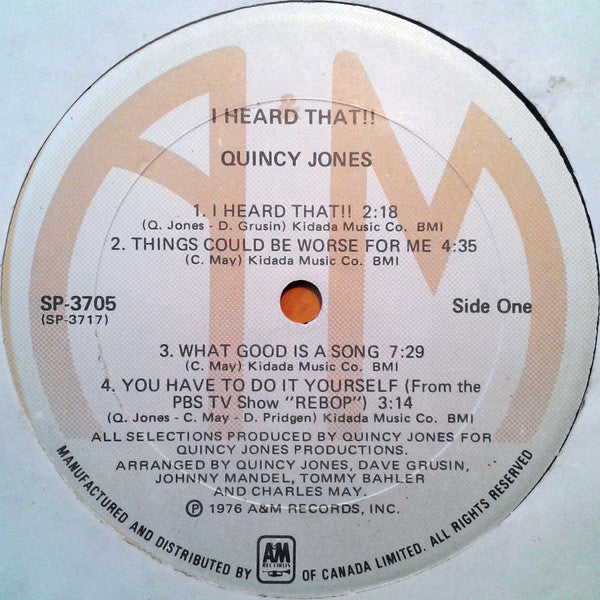 I HEARD THAT!!
QUINCY JONES
1. I HEARD THAT!! 2:18
(Q. Jones - D. Grusin) Kidada Music Co. BMI
2. THINGS COULD BE WORSE FOR ME 4:35
(C. May) Kidada Music Co. BMI
SP-3705
(SP-3717)
Side One
3. WHAT GOOD IS A SONG 7:29
(C. May) Kidada Music Co. BMI
4. YOU HAVE TO DO IT YOURSELF (From the
PBS TV Show "REBOP") 3:14
(Q. Jones - C. May - D. Pridgen) Kidada Music Co. BMI
ALL SELECTIONS PRODUCED BY QUINCY JONES FOR
QUINCY JONES PRODUCTIONS.
ARRANGED BY QUINCY JONES, DAVE GRUSIN,
JOHNNY MANDEL, TOMMY BAHLER
AND CHARLES MAY.
℗ 1976 A&M RECORDS, INC.
MANUFACTURED AND DISTRIBUTED BY A&M RECORDS OF CANADA LIMITED. ALL RIGHTS RESERVED
A&M